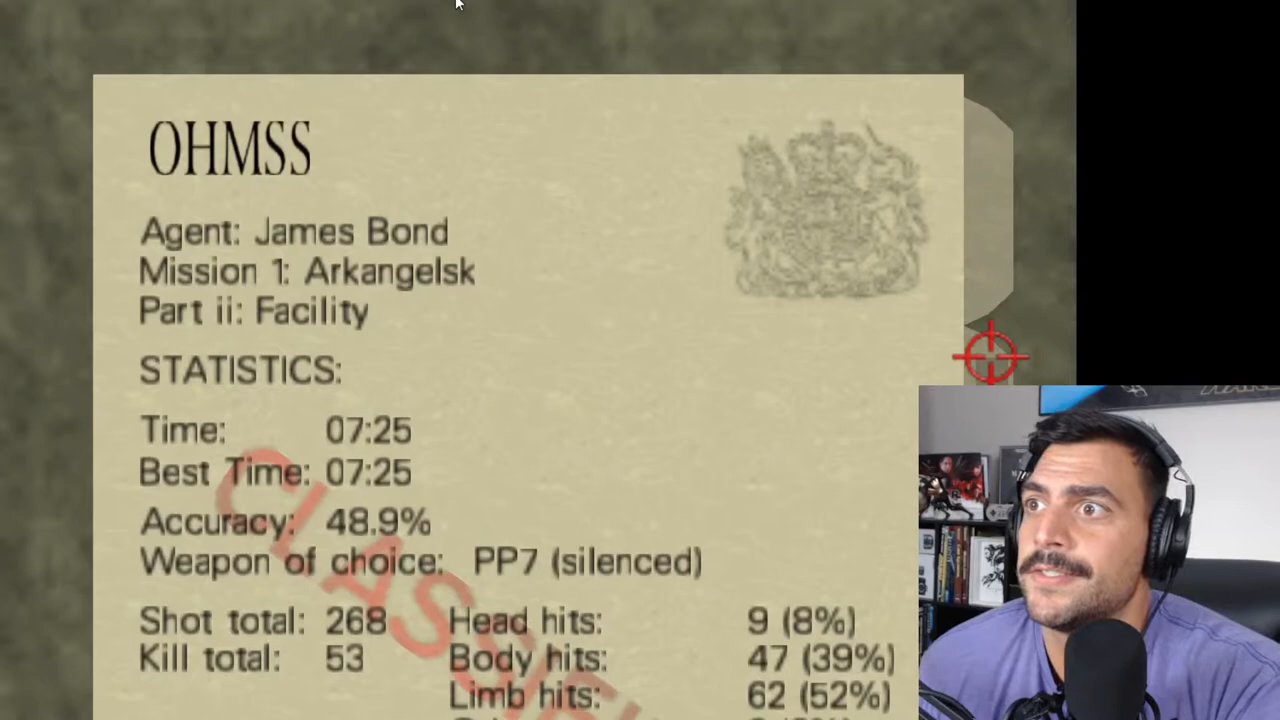 OHMSS
Agent: James Bond
Mission 1: Arkangelsk
Part ii: Facility
STATISTICS:
Time: 07:25
Best Time: 07:25
Accuracy: 48.9%
Weapon of choice: PP7 (silenced)
Shot total: 268 Head hits: 9 (8%)
Kill total: 53 Body hits: 47 (39%)
Limb hits: 62 (52%)